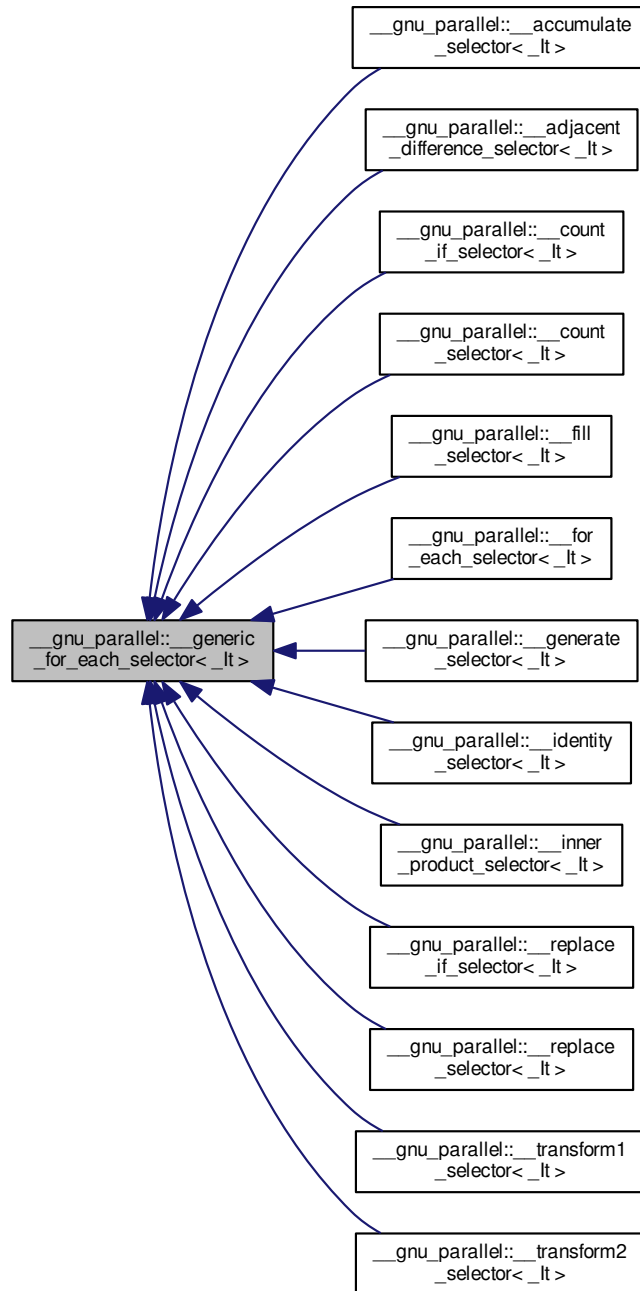 __gnu_parallel::__accumulate
_selector< _It >
__gnu_parallel::__adjacent
_difference_selector< _It >
__gnu_parallel::__count
_if_selector< _It >
__gnu_parallel::__count
_selector< _It >
__gnu_parallel::__fill
_selector< _It >
__gnu_parallel::__for
_each_selector< _It >
__gnu_parallel::__generic
_for_each_selector< _It >
__gnu_parallel::__generate
_selector< _It >
__gnu_parallel::__identity
_selector< _It >
__gnu_parallel::__inner
_product_selector< _It >
__gnu_parallel::__replace
_if_selector< _It >
__gnu_parallel::__replace
_selector< _It >
__gnu_parallel::__transform1
_selector< _It >
__gnu_parallel::__transform2
_selector< _It >